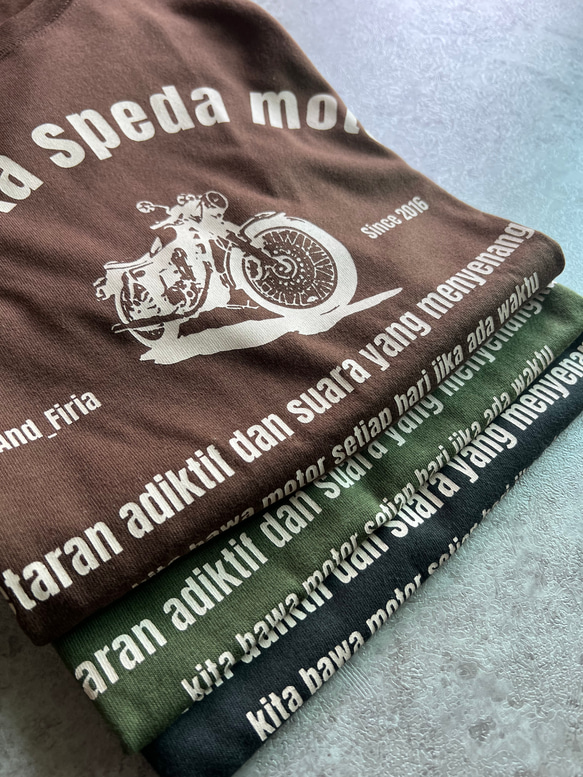 speda
Since 2016
And_Firia
taran adiktif dan suara yang menyenang
kita bawa motor setiap hari jika ada waktu
aran adiktif dan suara yang menyenang
kita bawa motor setiap hari jika ada waktu
dan suara yang menyena
kita bawa motor setiap